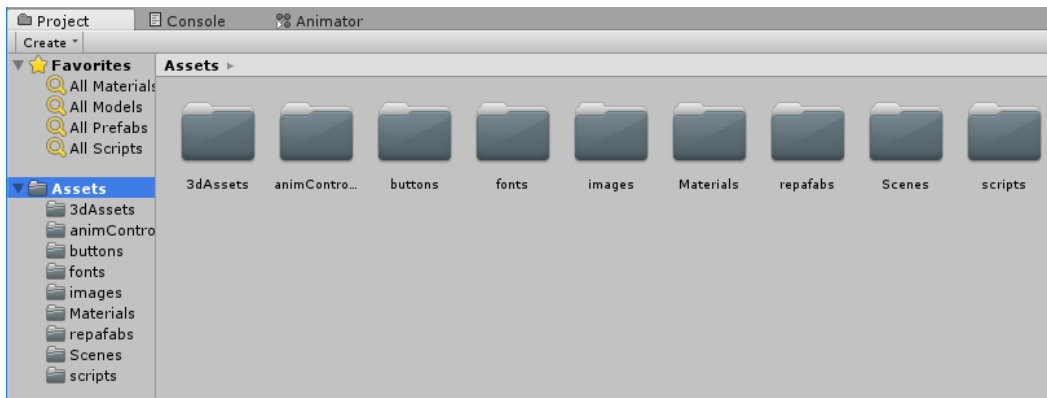 Project Console Animator
Create
Favorites
All Materials
All Models
All Prefabs
All Scripts
Assets
3dAssets
animContro
buttons
fonts
images
Materials
repafabs
Scenes
scripts
Assets
3dAssets animContro... buttons fonts images Materials repafabs Scenes scripts